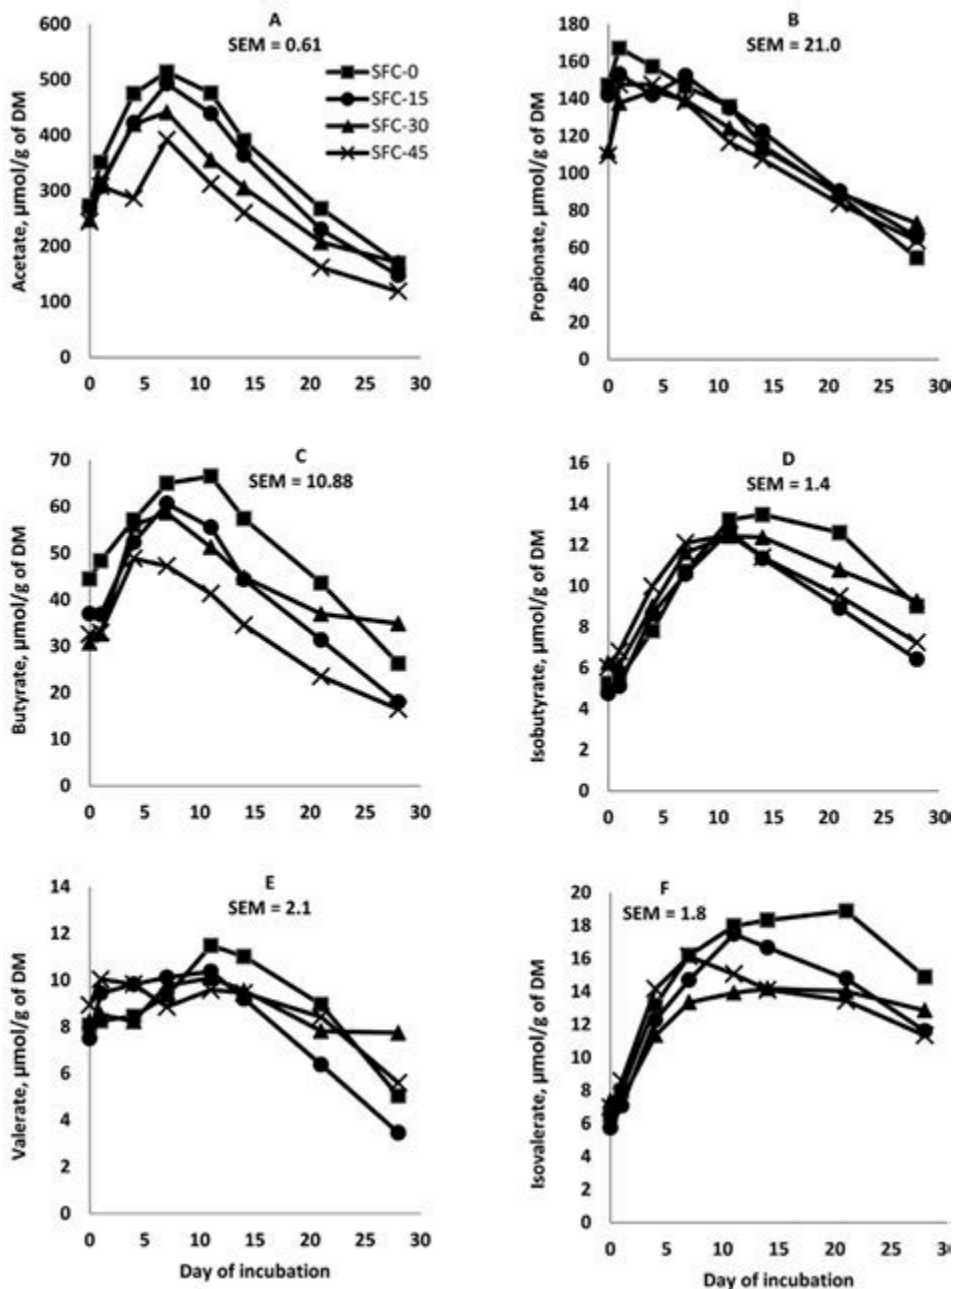 A
SEM = 0.61
Acetate, µmol/g of DM
600
500
400
300
200
100
0
0 5 10 15 20 25 30
SFC-0
SFC-15
SFC-30
SFC-45
B
SEM = 21.0
Propionate, µmol/g of DM
180
160
140
120
100
80
60
40
20
0
0 5 10 15 20 25 30
C
SEM = 10.88
Butyrate, µmol/g of DM
70
60
50
40
30
20
10
0
0 5 10 15 20 25 30
D
SEM = 1.4
Isobutyrate, µmol/g of DM
16
14
12
10
8
6
4
2
0
0 5 10 15 20 25 30
E
SEM = 2.1
Valerate, µmol/g of DM
14
12
10
8
6
4
2
0
0 5 10 15 20 25 30
Day of incubation
F
SEM = 1.8
Isovalerate, µmol/g of DM
20
18
16
14
12
10
8
6
4
2
0
0 5 10 15 20 25 30
Day of incubation